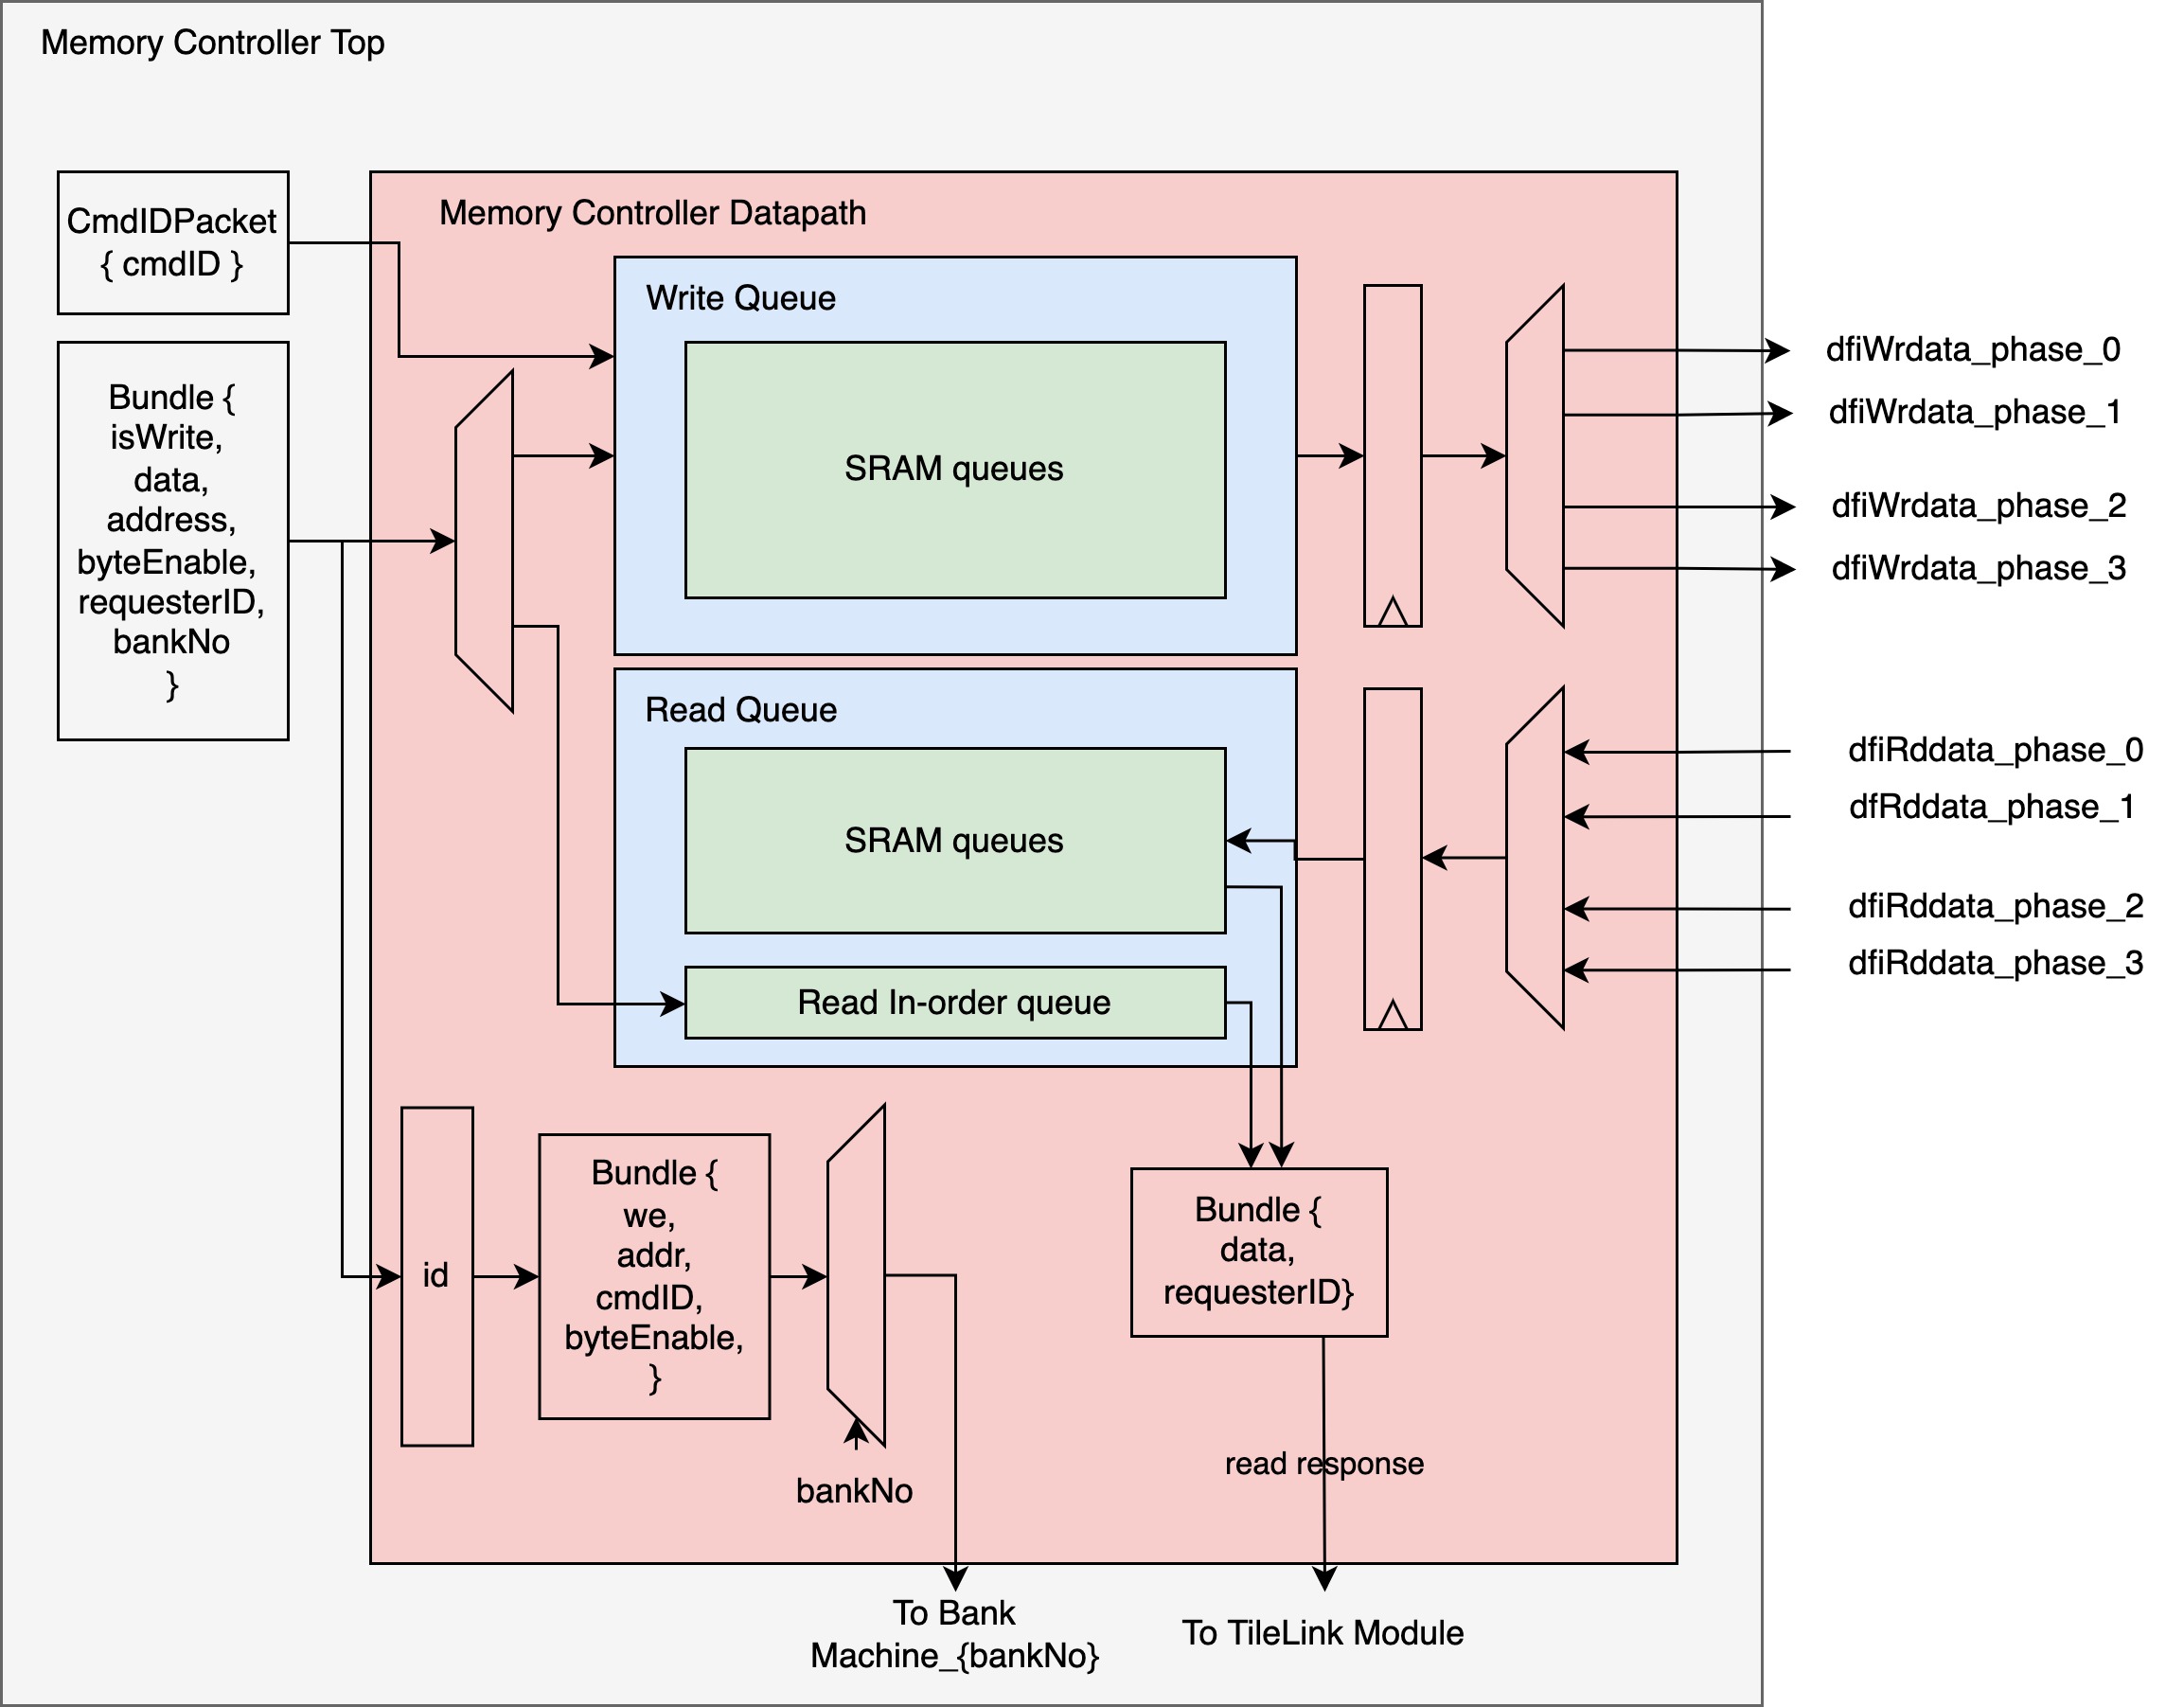 Memory Controller Top
CmdIDPacket
{ cmdID }
Memory Controller Datapath
Write Queue
SRAM queues
Bundle {
isWrite,
data,
address,
byteEnable,
requesterID,
bankNo
}
dfiWrdata_phase_0
dfiWrdata_phase_1
dfiWrdata_phase_2
dfiWrdata_phase_3
Read Queue
SRAM queues
Read In-order queue
dfiRddata_phase_0
dfRddata_phase_1
dfiRddata_phase_2
dfiRddata_phase_3
id
Bundle {
we,
addr,
cmdID,
byteEnable,
}
bankNo
Bundle {
data,
requesterID}
read response
To Bank
Machine_{bankNo}
To TileLink Module